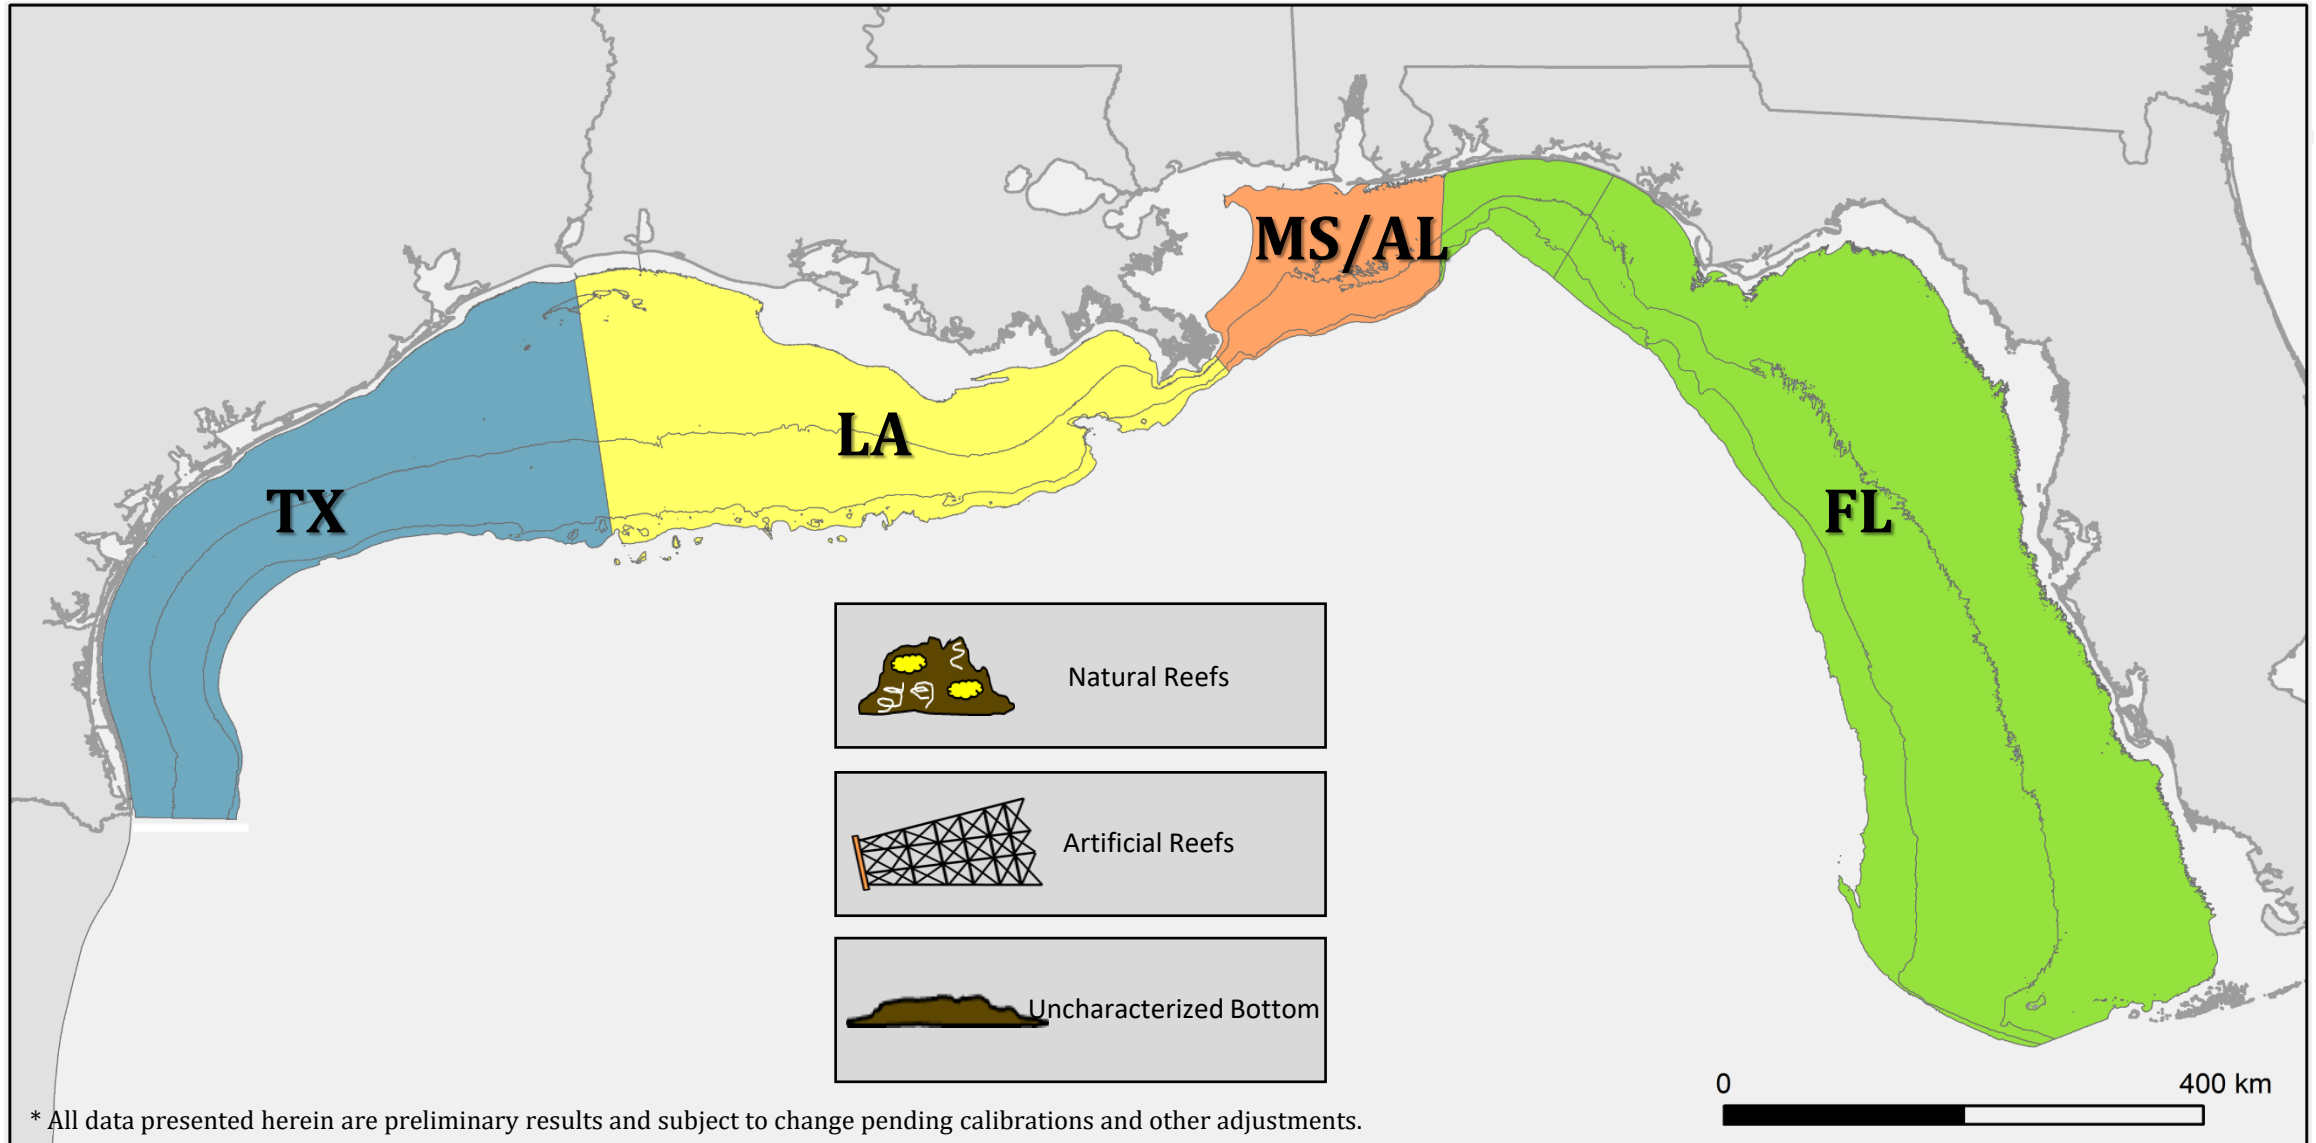 MS/AL
LA
TX
FL
Natural Reefs
Artificial Reefs
Uncharacterized Bottom
0 400 km
* All data presented herein are preliminary results and subject to change pending calibrations and other adjustments.